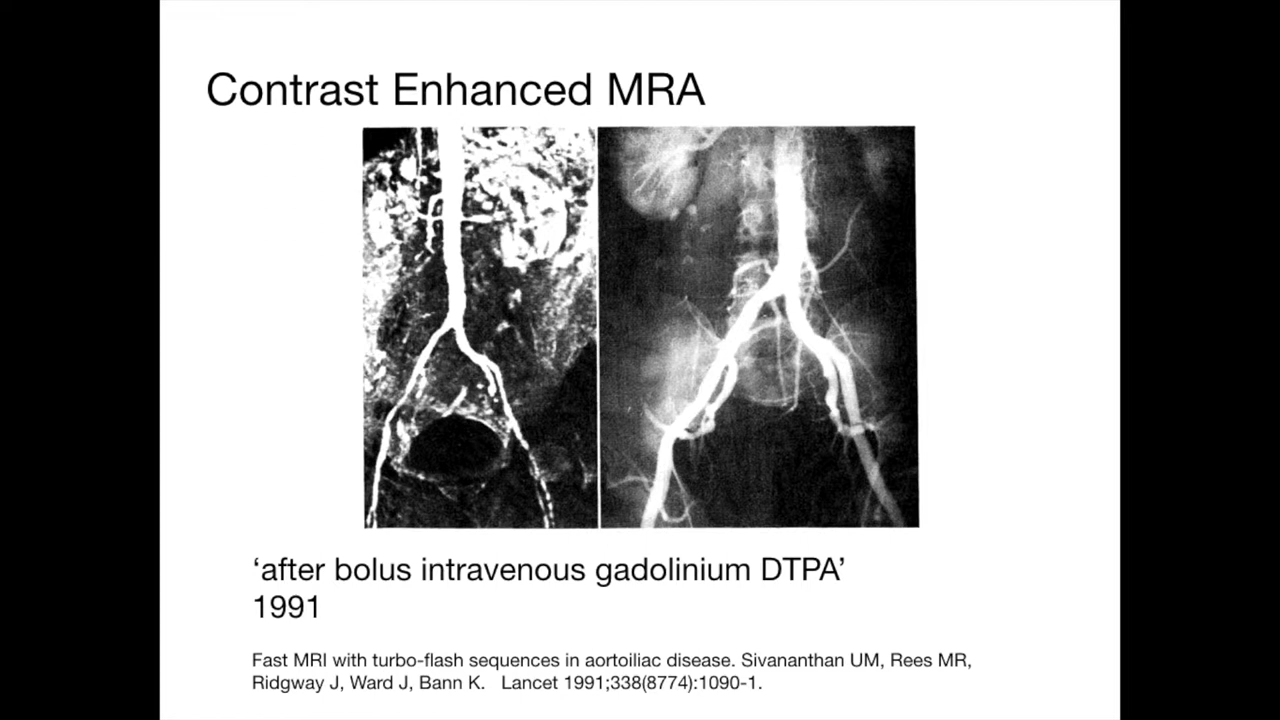 Contrast Enhanced MRA
‘after bolus intravenous gadolinium DTPA’
1991
Fast MRI with turbo-flash sequences in aortoiliac disease. Sivananthan UM, Rees MR,
Ridgway J, Ward J, Bann K.   Lancet 1991;338(8774):1090-1.